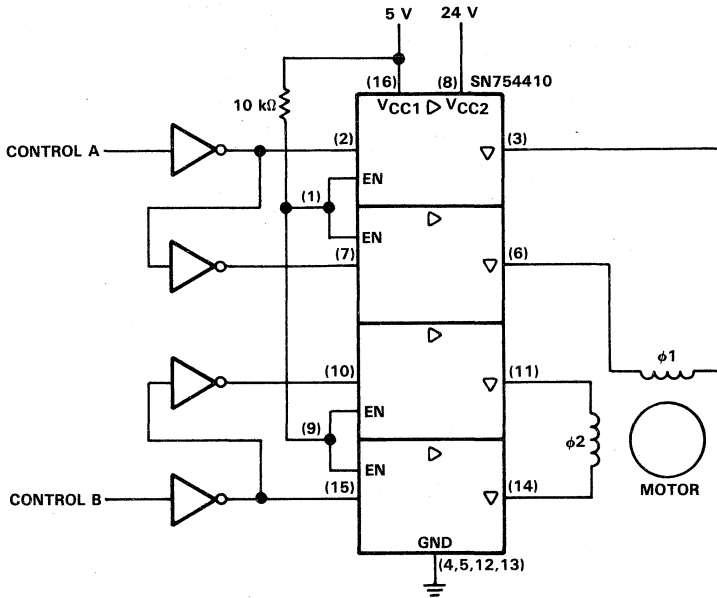 5 V 24 V
(16) (8) SN754410
10 kΩ
VCC1 VCC2
CONTROL A (2) (3)
EN
(1)
EN
(7) (6)
φ1
(10) (11)
EN
(9)
φ2
EN
MOTOR
CONTROL B (15) (14)
GND
(4,5,12,13)